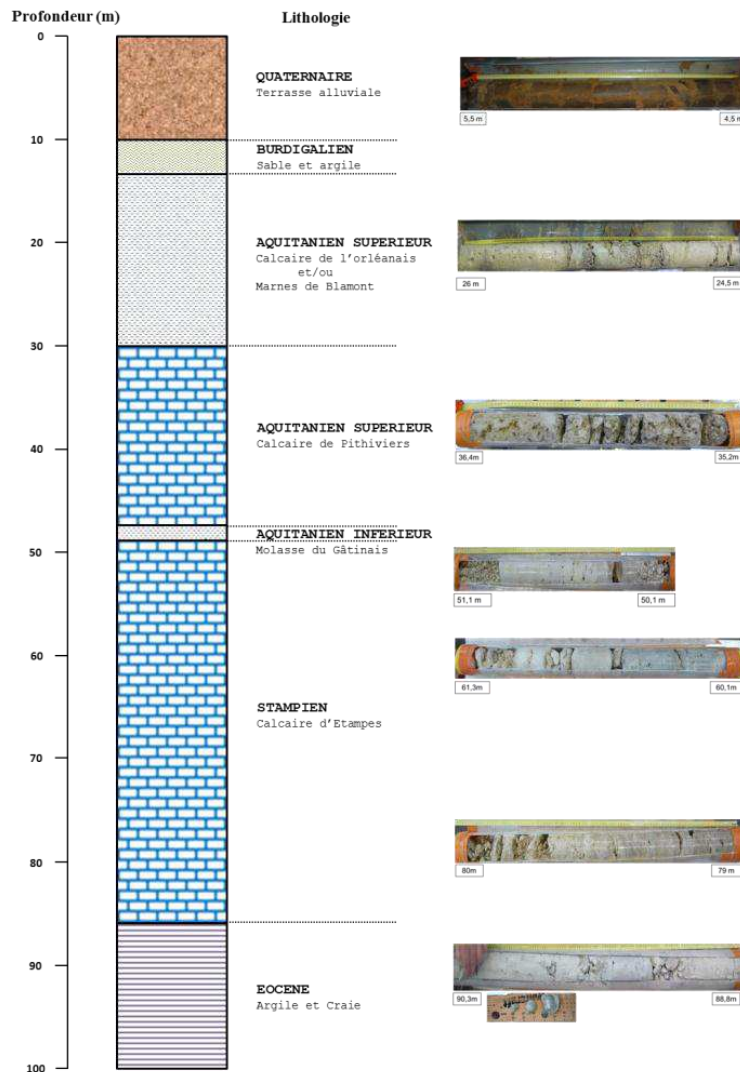 Profondeur (m)
Lithologie
0
QUATERNAIRE
Terrasse alluviale
5,5 m
4,5 m
10
BURDIGALIEN
Sable et argile
20
AQUITANIEN SUPERIEUR
Calcaire de l'orléanais
et/ou
Marnes de Blamont
26 m
24,5 m
30
AQUITANIEN SUPERIEUR
Calcaire de Pithiviers
40
36,4m
35,2m
AQUITANIEN INFERIEUR
50
Molasse du Gâtinais
51,1 m
50,1 m
60
61,3m
60,1m
STAMPIEN
Calcaire d'Etampes
70
80
80m
79 m
90
EOCENE
Argile et Craie
90,3m
88,8m
100